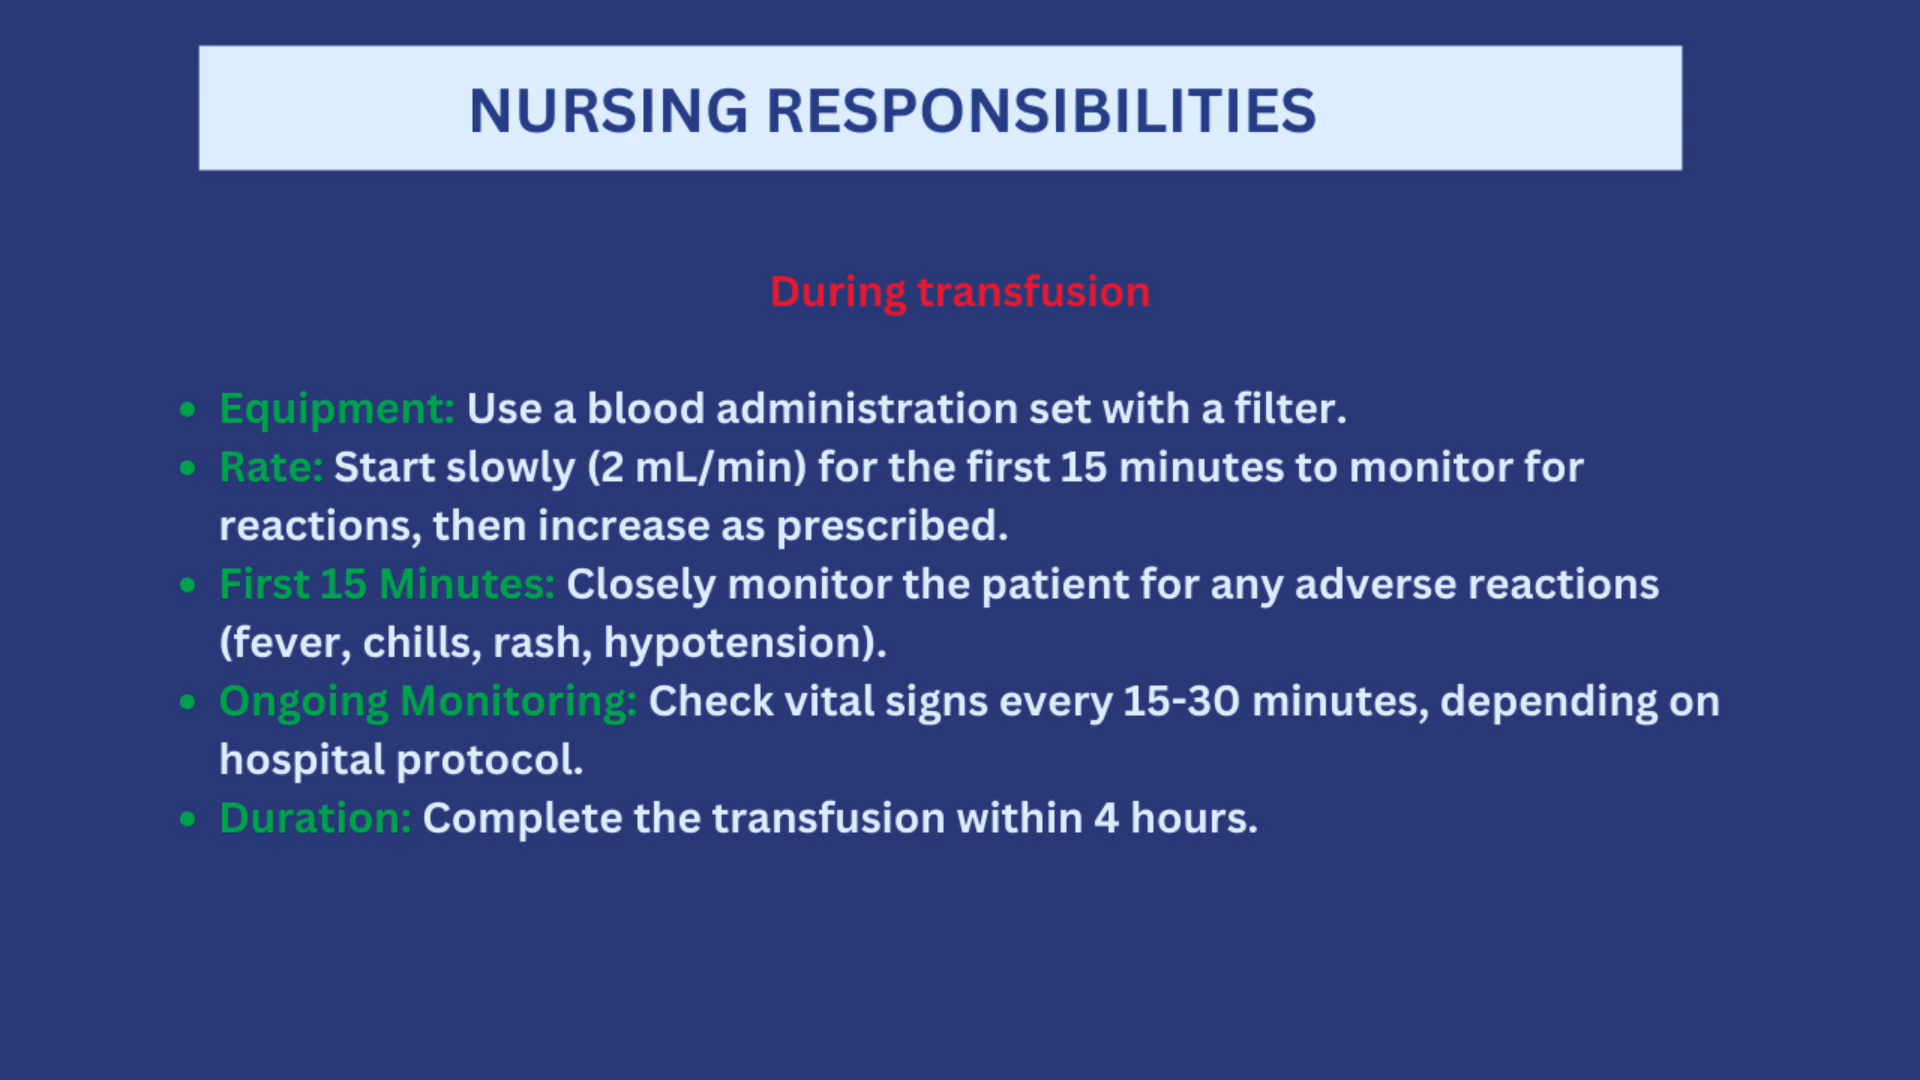 NURSING RESPONSIBILITIES
During transfusion
• Equipment: Use a blood administration set with a filter.
• Rate: Start slowly (2 mL/min) for the first 15 minutes to monitor for
reactions, then increase as prescribed.
• First 15 Minutes: Closely monitor the patient for any adverse reactions
(fever, chills, rash, hypotension).
• Ongoing Monitoring: Check vital signs every 15-30 minutes, depending on
hospital protocol.
• Duration: Complete the transfusion within 4 hours.